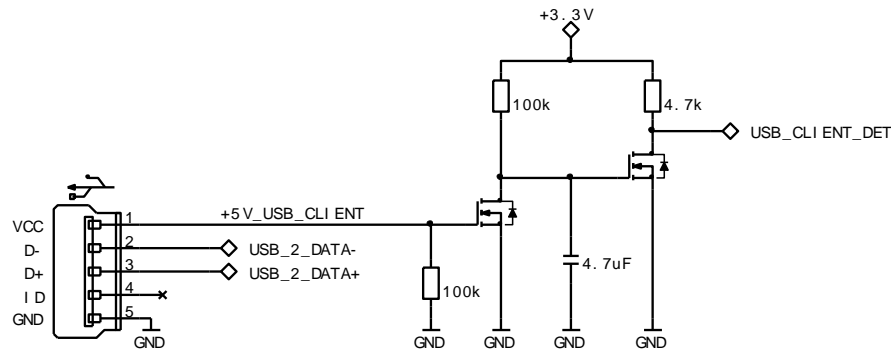 +3.3V
100k
4.7k
USB_CLIENT_DET
+5V_USB_CLIENT
VCC 1
D- 2 USB_2_DATA-
D+ 3 USB_2_DATA+
ID 4
GND 5
100k
4.7uF
GND GND GND GND GND